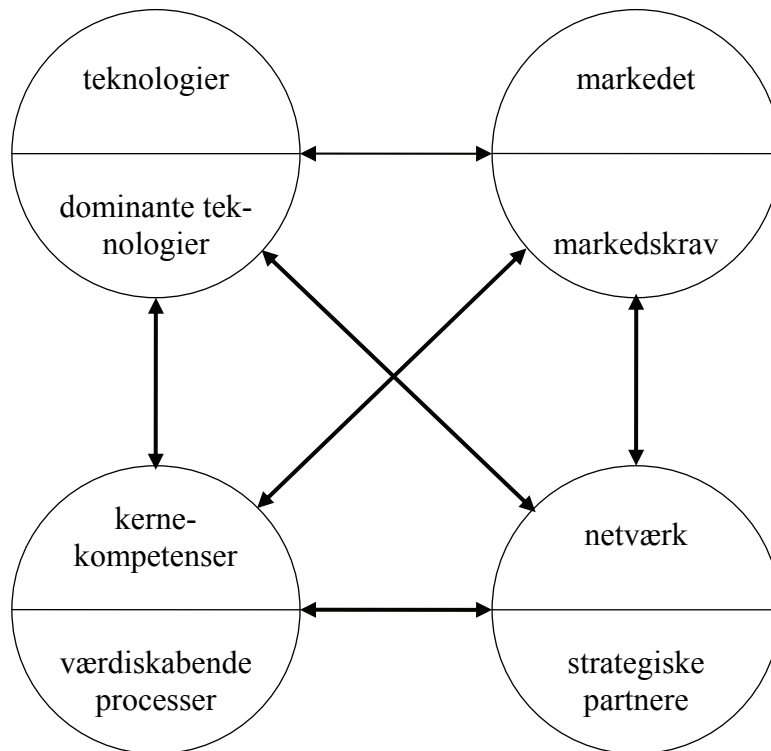 teknologier
markedet
dominante tek-
nologier
markedskrav
kerne-
kompetenser
netværk
værdiskabende
processer
strategiske
partnere